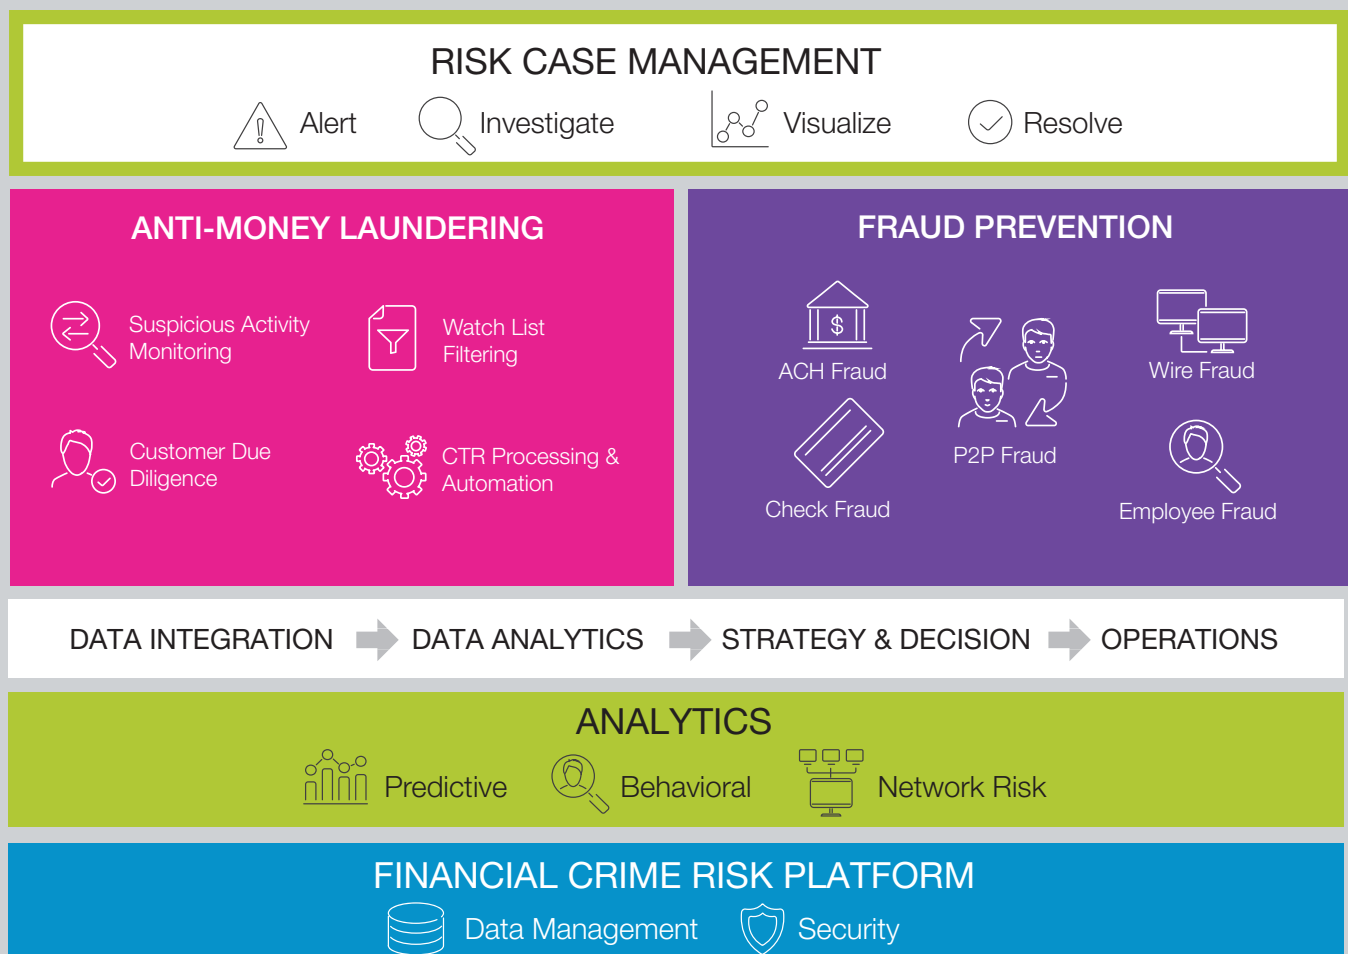 RISK CASE MANAGEMENT
Alert
Investigate
Visualize
Resolve
ANTI-MONEY LAUNDERING
Suspicious Activity
Monitoring
Watch List
Filtering
Customer Due
Diligence
CTR Processing &
Automation
FRAUD PREVENTION
$
ACH Fraud
P2P Fraud
Wire Fraud
Check Fraud
Employee Fraud
DATA INTEGRATION
DATA ANALYTICS
STRATEGY & DECISION
OPERATIONS
ANALYTICS
Predictive
Behavioral
Network Risk
FINANCIAL CRIME RISK PLATFORM
Data Management
Security